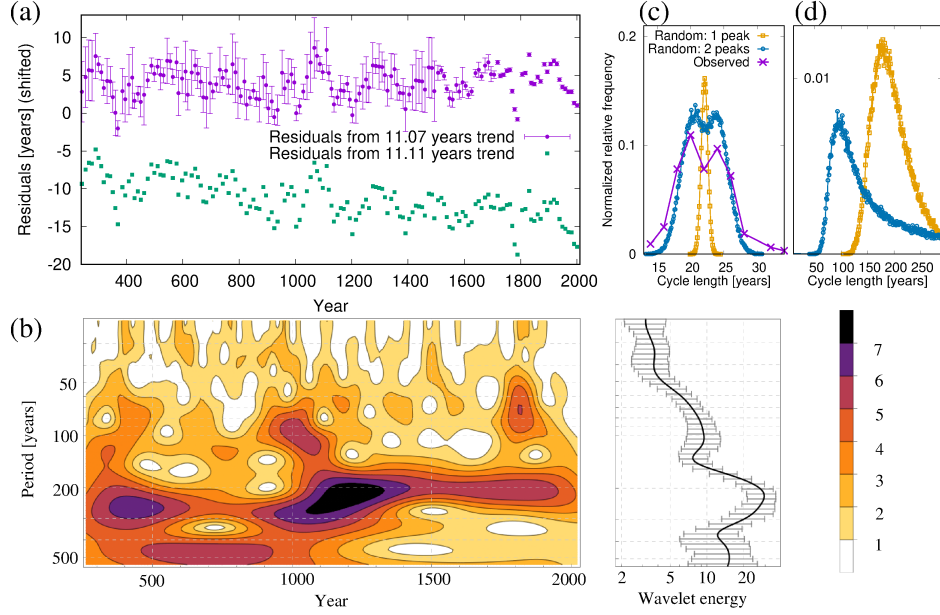 (a)
Residuals [years] (shifted)
10
5
0
-5
-10
-15
-20
Residuals from 11.07 years trend
Residuals from 11.11 years trend
400 600 800 1000 1200 1400 1600 1800 2000
Year
(c)
Random: 1 peak
Random: 2 peaks
Observed
Normalized relative frequency
0.2
0.1
0
15 20 25 30
Cycle length [years]
(d)
0.01
50 100 150 200 250
Cycle length [years]
(b)
Period [years]
50
100
200
500
500 1000 1500 2000
Year
2 5 10 20
Wavelet energy
7
6
5
4
3
2
1